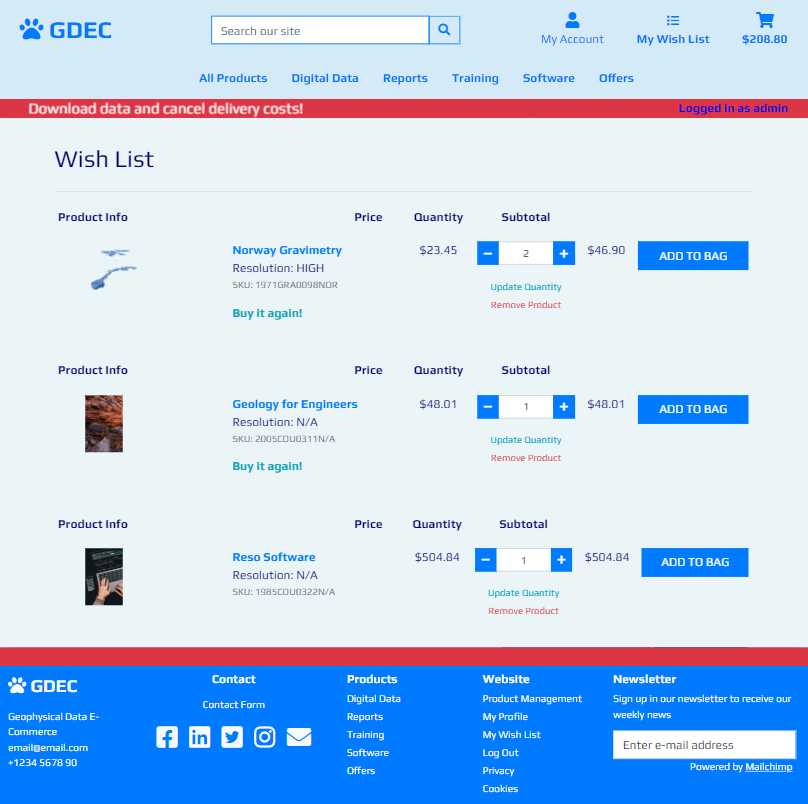 GDEC
Search our site
My Account
My Wish List
$208.80
All Products Digital Data Reports Training Software Offers
Download data and cancel delivery costs!
Logged in as admin
Wish List
Product Info Price Quantity Subtotal
Norway Gravimetry $23.45 2 $46.90 ADD TO BAG
Resolution: HIGH
SKU: 1971GRA0098NOR
Update Quantity
Remove Product
Buy it again!
Product Info Price Quantity Subtotal
Geology for Engineers $48.01 1 $48.01 ADD TO BAG
Resolution: N/A
SKU: 2005CDU0311N/A
Update Quantity
Remove Product
Buy it again!
Product Info Price Quantity Subtotal
Reso Software $504.84 1 $504.84 ADD TO BAG
Resolution: N/A
SKU: 1985CDU0322N/A
Update Quantity
Remove Product
GDEC
Geophysical Data E-
Commerce
email@email.com
+1234 5678 90
Contact
Contact Form
Products
Digital Data
Reports
Training
Software
Offers
Website
Product Management
My Profile
My Wish List
Log Out
Privacy
Cookies
Newsletter
Sign up in our newsletter to receive our
weekly news
Enter e-mail address
Powered by Mailchimp